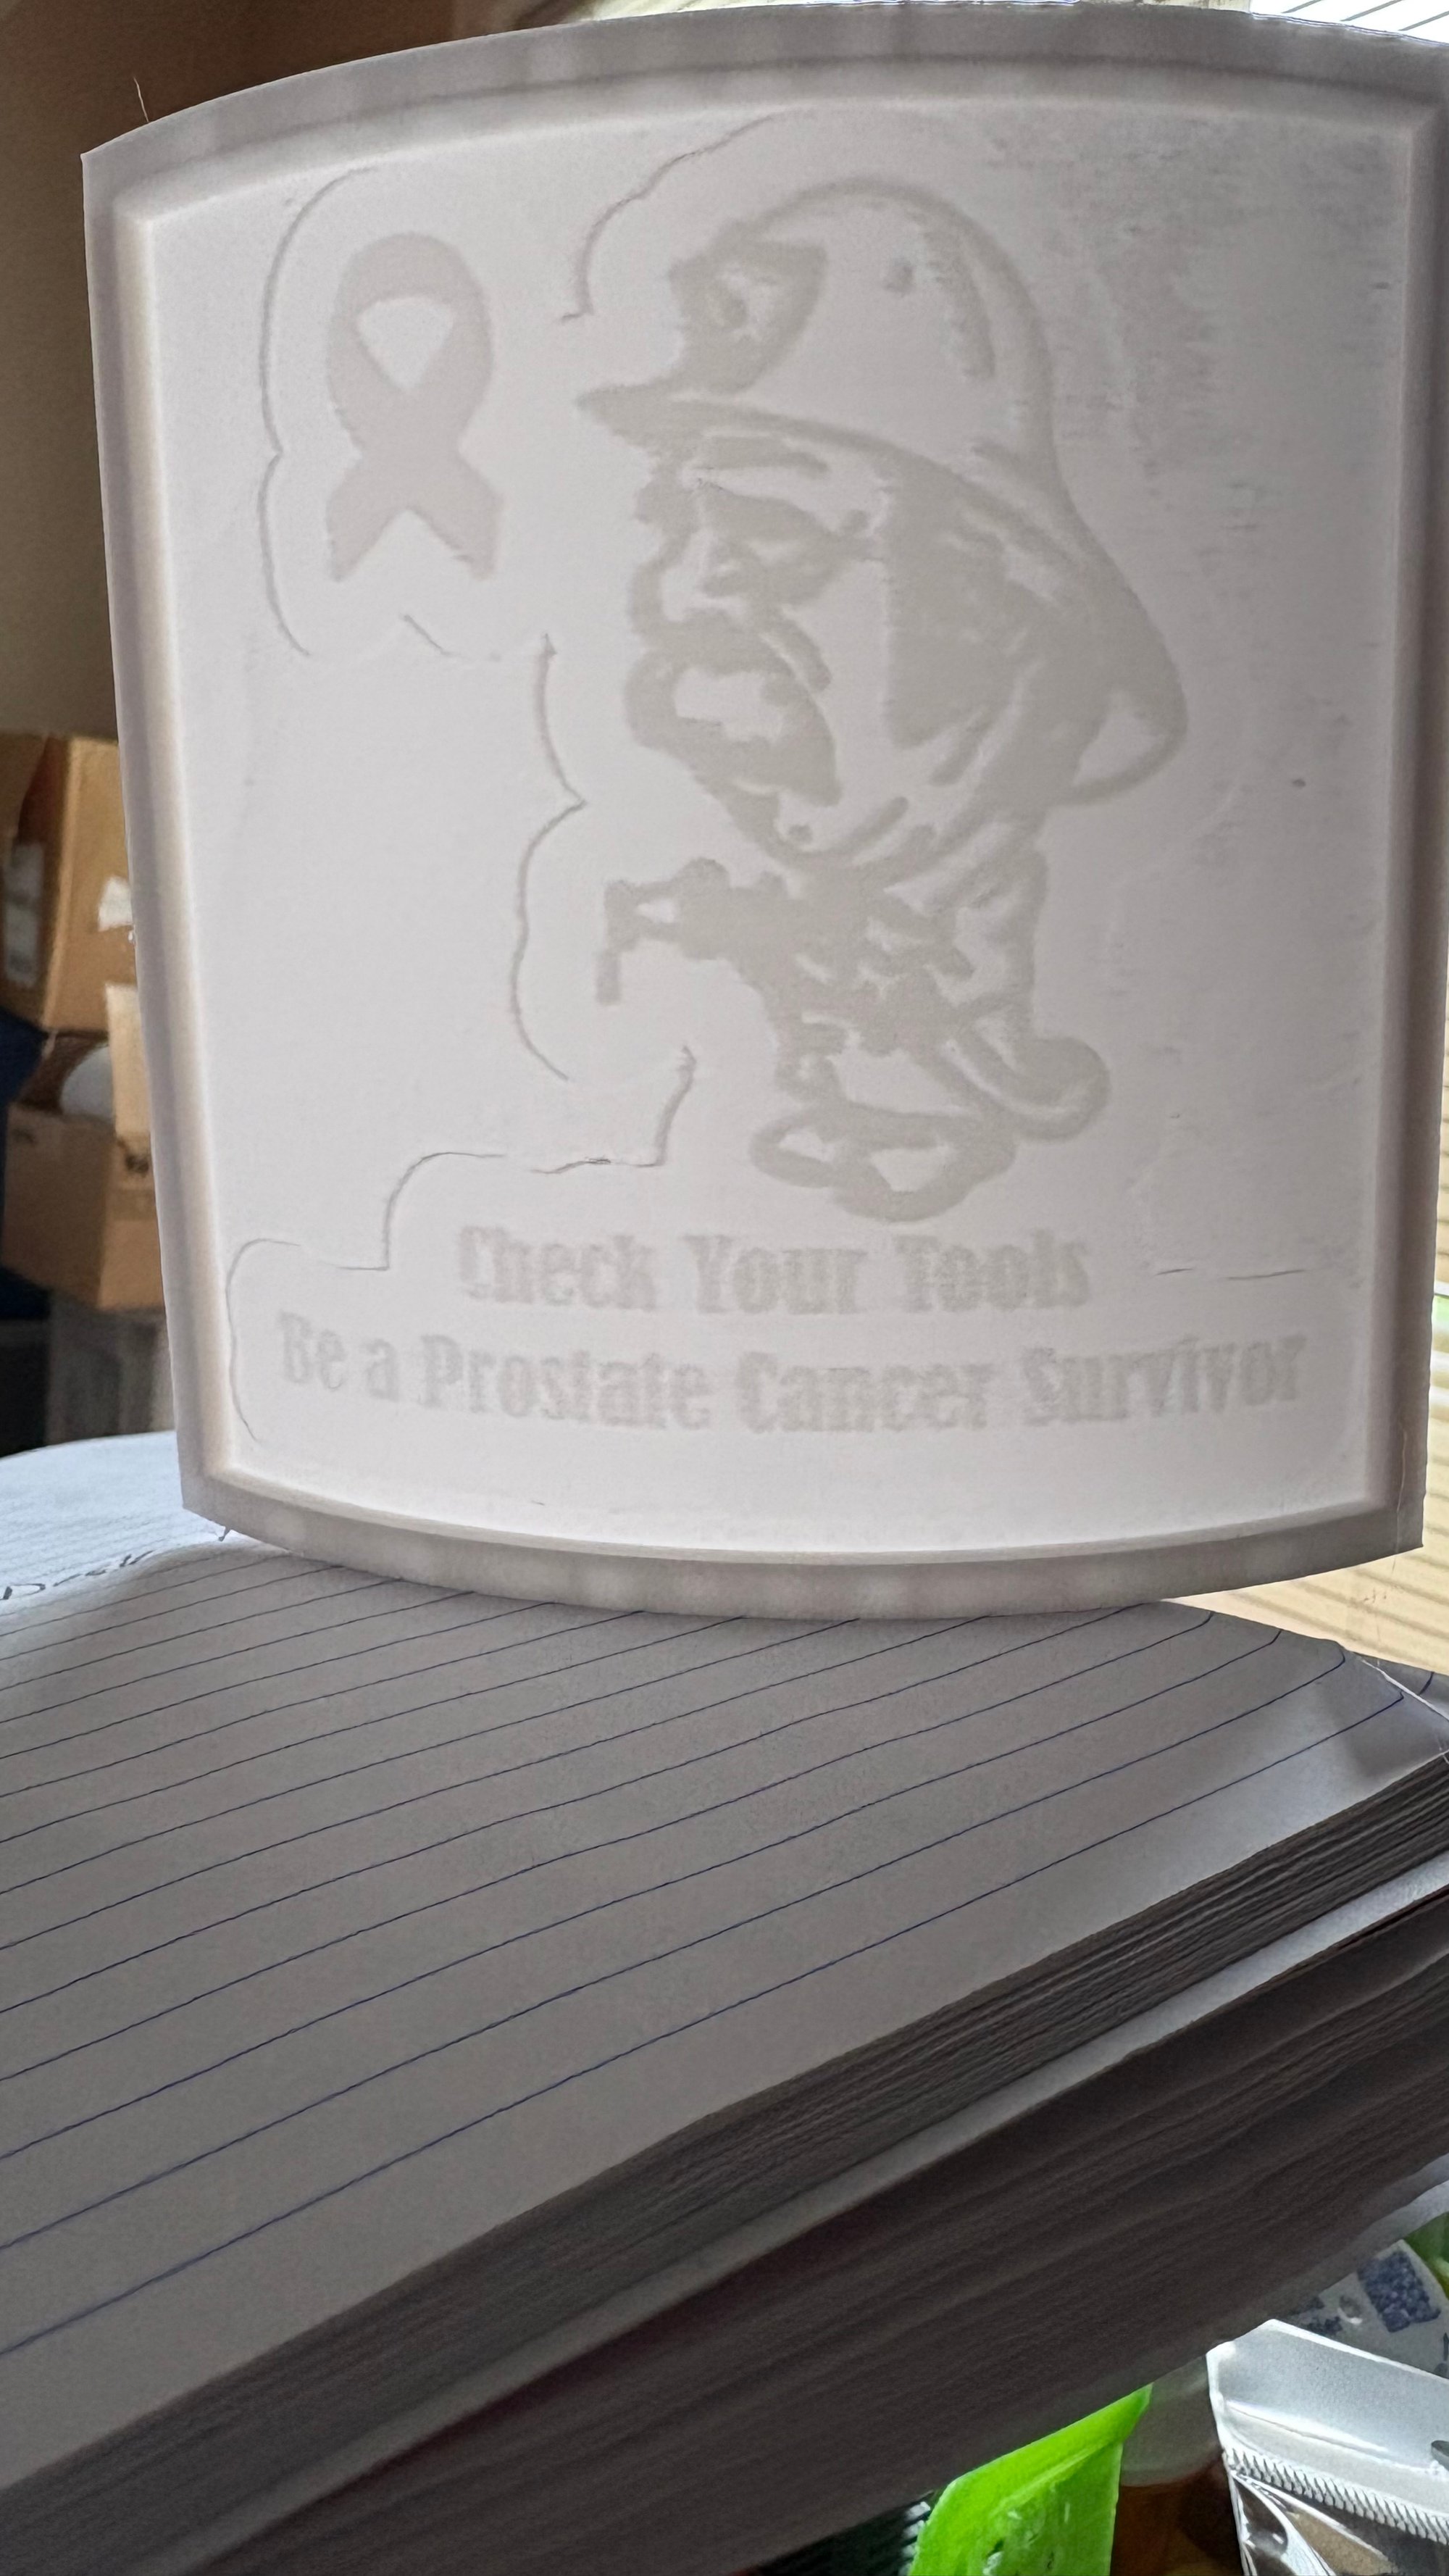 Check Your Tools
Be a Prostate Cancer Survivor